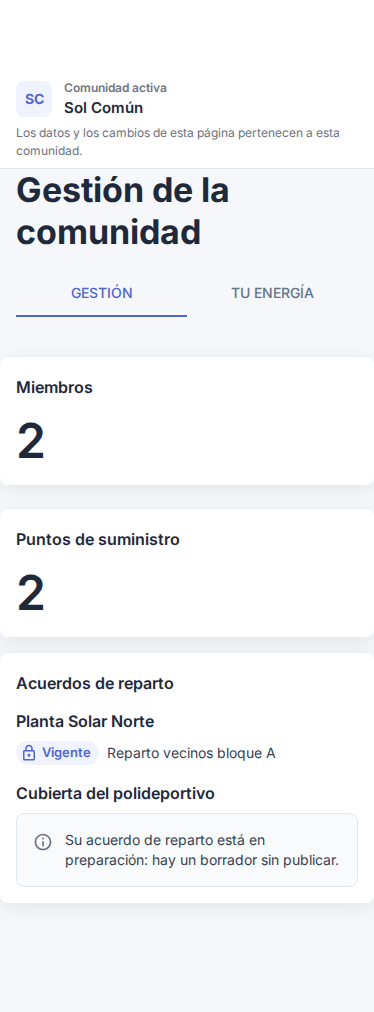 SC
Comunidad activa
Sol Común
Los datos y los cambios de esta página pertenecen a esta
comunidad.
Gestión de la
comunidad
GESTIÓN
TU ENERGÍA
Miembros
2
Puntos de suministro
2
Acuerdos de reparto
Planta Solar Norte
Vigente
Reparto vecinos bloque A
Cubierta del polideportivo
Su acuerdo de reparto está en
preparación: hay un borrador sin publicar.